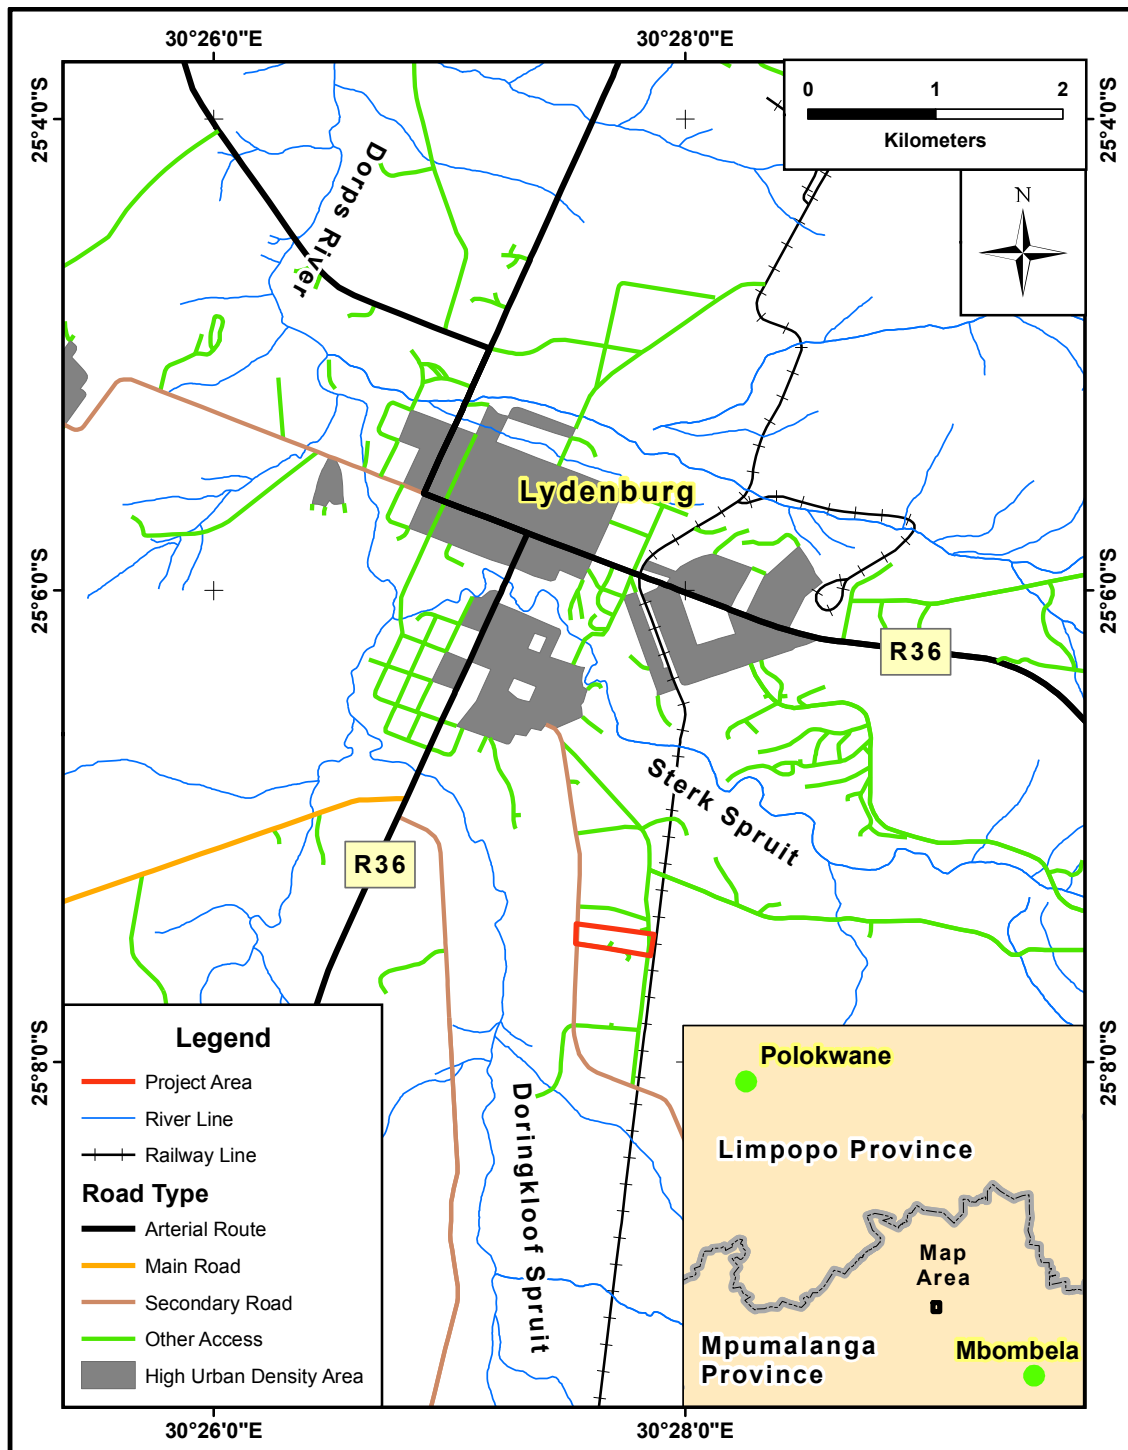 30°26'0"E
30°28'0"E
0 1 2
Kilometers
25°4'0"S
25°4'0"S
N
Dorps River
Lydenburg
25°6'0"S
25°6'0"S
R36
Sterk Spruit
R36
25°8'0"S
25°8'0"S
Doringkloof Spruit
Legend
Project Area
River Line
Railway Line
Road Type
Arterial Route
Main Road
Secondary Road
Other Access
High Urban Density Area
Polokwane
Limpopo Province
Map
Area
Mpumalanga
Province
Mbombela
30°26'0"E
30°28'0"E